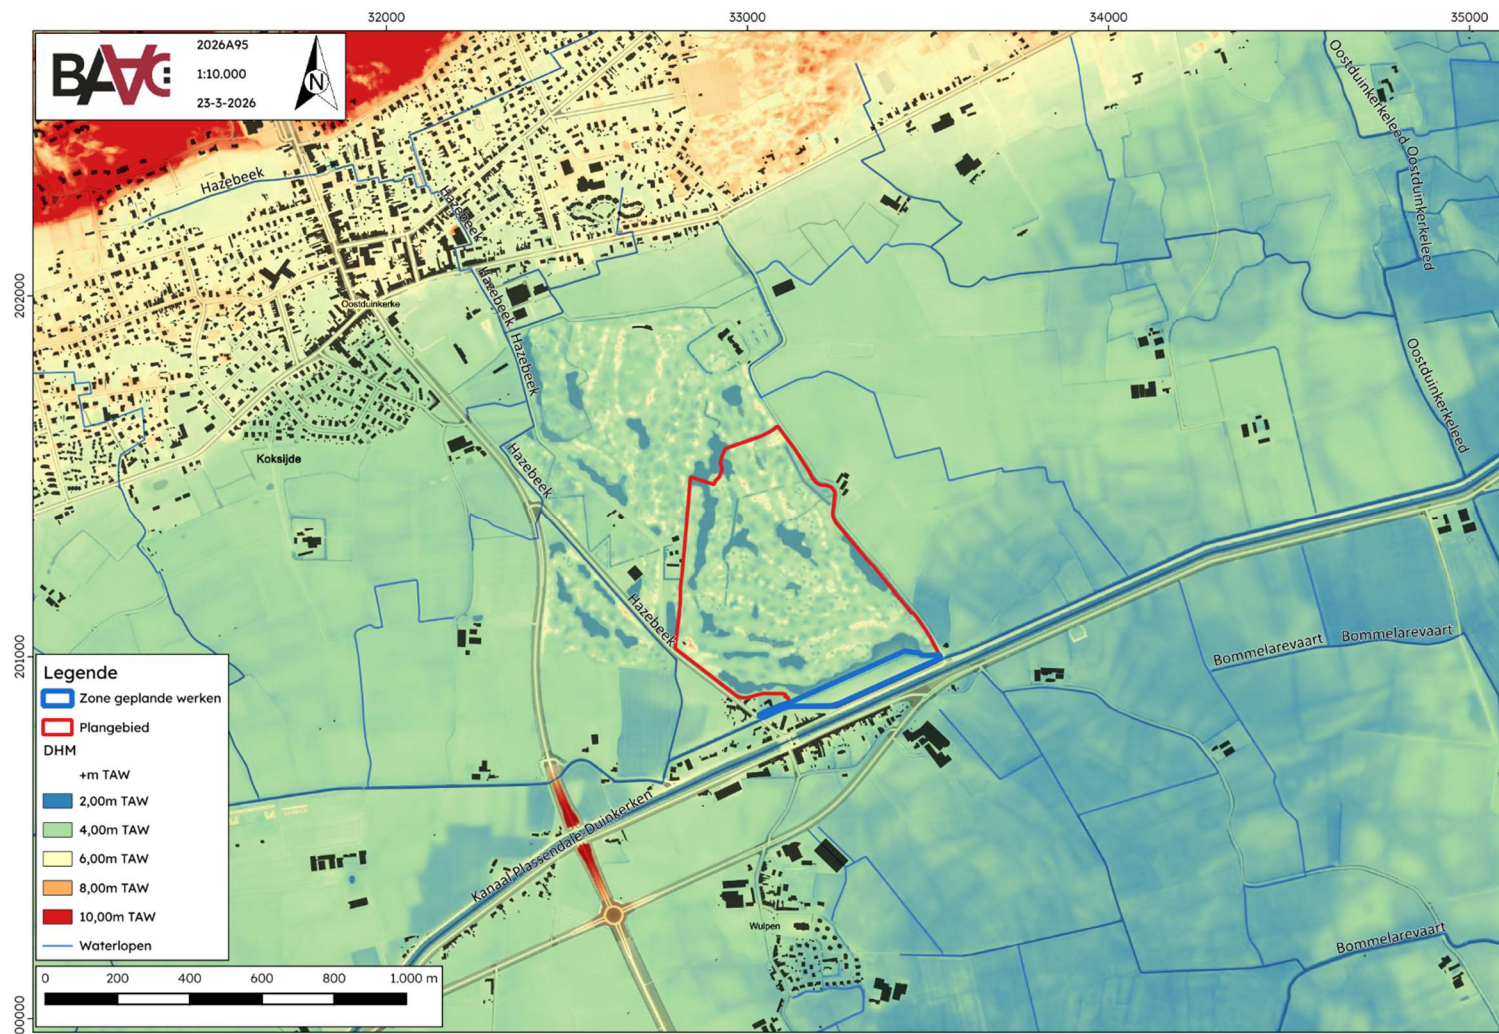 32000
33000
34000
35000
BAAC
2026A95
1:10.000
23-3-2026
N
Oostduinkerkeleed
Oostduinkerkeleed
Hazebeek
Hazebeek
Hazebeek
202000
Oostduinkerke
Hazebeek
Oostduinkerkeleed
Koksijde
Hazebeek
Hazebeek
201000
Bommelarevaart
Bommelarevaart
Legende
Zone geplande werken
Plangebied
DHM
+m TAW
2,00m TAW
4,00m TAW
6,00m TAW
8,00m TAW
10,00m TAW
Waterlopen
Kanaal Plassendale-Duinkerken
Wulpen
Bommelarevaart
0 200 400 600 800 1.000 m
00000